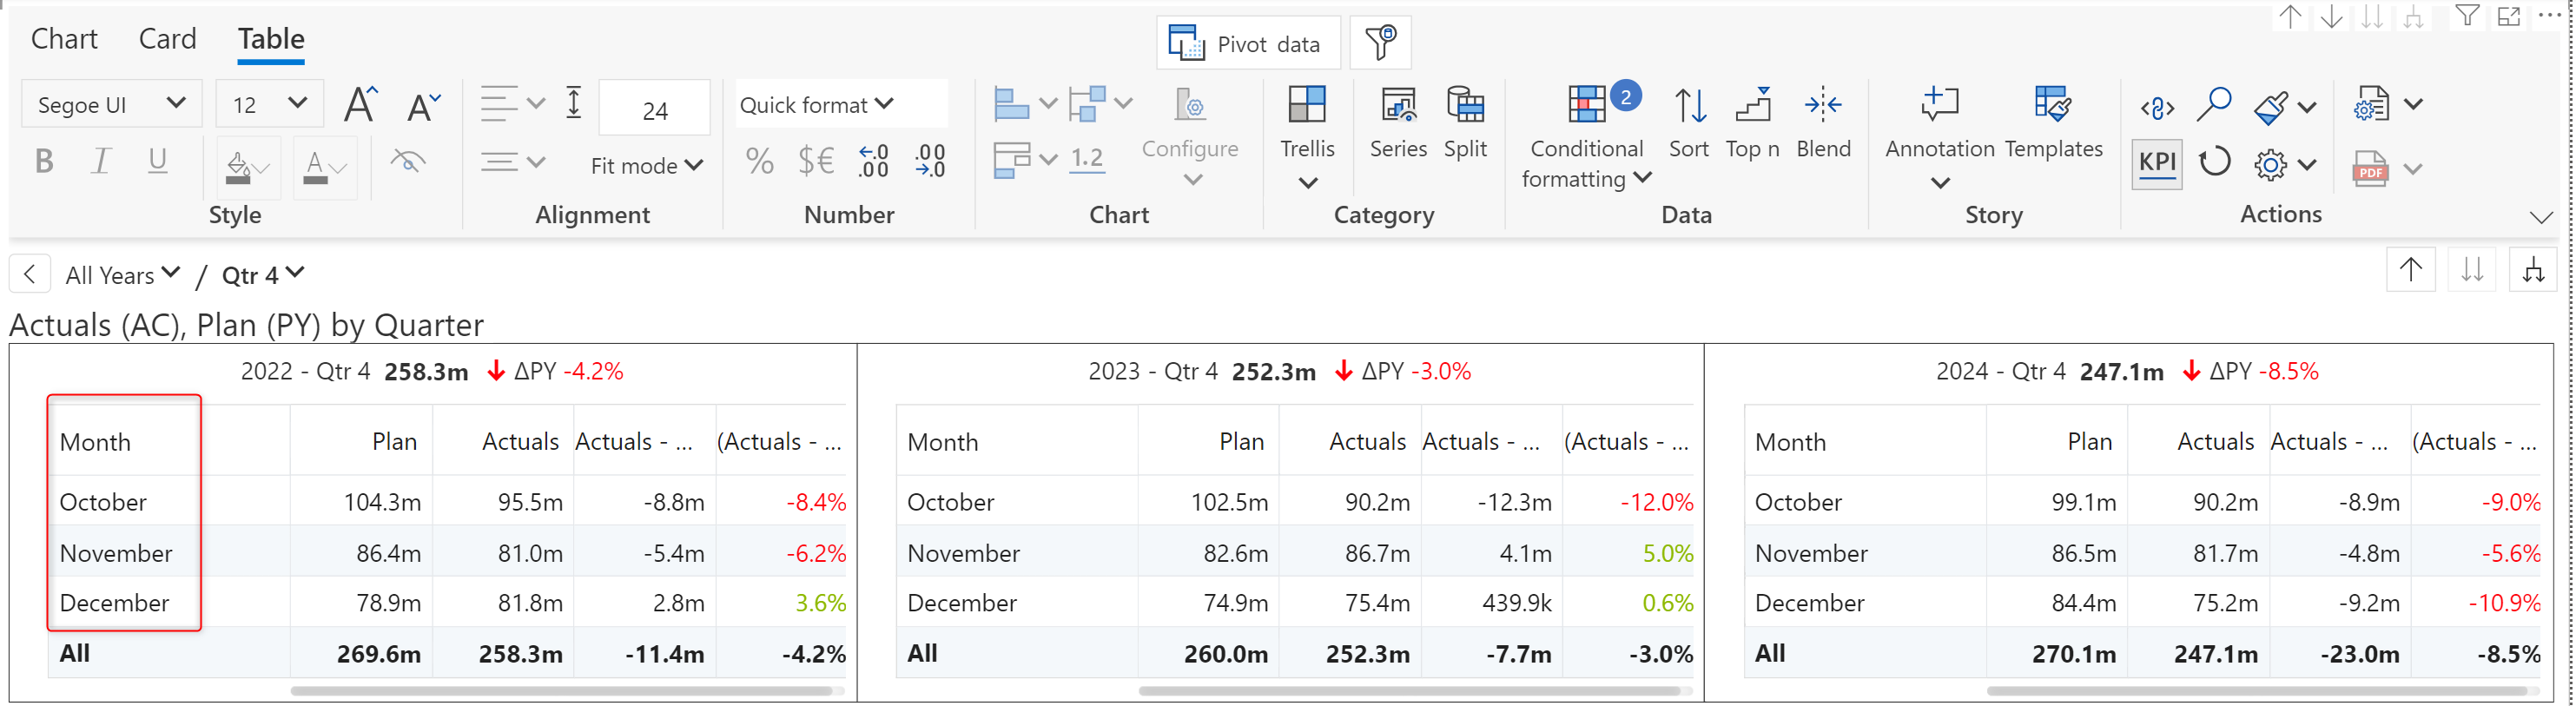 Chart Card Table
Pivot data
Segoe UI 12 A A 24 Quick format Configure Trellis Series Split Conditional formatting 2 Sort Top n Blend Annotation Templates
B I U A Fit mode % $€ ←.0 .00 .00 →.0 1.2 KPI PDF
Style Alignment Number Chart Category Data Story Actions
All Years / Qtr 4
Actuals (AC), Plan (PY) by Quarter
2022 - Qtr 4 258.3m ΔPY -4.2%
Month Plan Actuals Actuals - ... (Actuals - ...
October 104.3m 95.5m -8.8m -8.4%
November 86.4m 81.0m -5.4m -6.2%
December 78.9m 81.8m 2.8m 3.6%
All 269.6m 258.3m -11.4m -4.2%
2023 - Qtr 4 252.3m ΔPY -3.0%
Month Plan Actuals Actuals - ... (Actuals - ...
October 102.5m 90.2m -12.3m -12.0%
November 82.6m 86.7m 4.1m 5.0%
December 74.9m 75.4m 439.9k 0.6%
All 260.0m 252.3m -7.7m -3.0%
2024 - Qtr 4 247.1m ΔPY -8.5%
Month Plan Actuals Actuals - ... (Actuals - ...
October 99.1m 90.2m -8.9m -9.0%
November 86.5m 81.7m -4.8m -5.6%
December 84.4m 75.2m -9.2m -10.9%
All 270.1m 247.1m -23.0m -8.5%